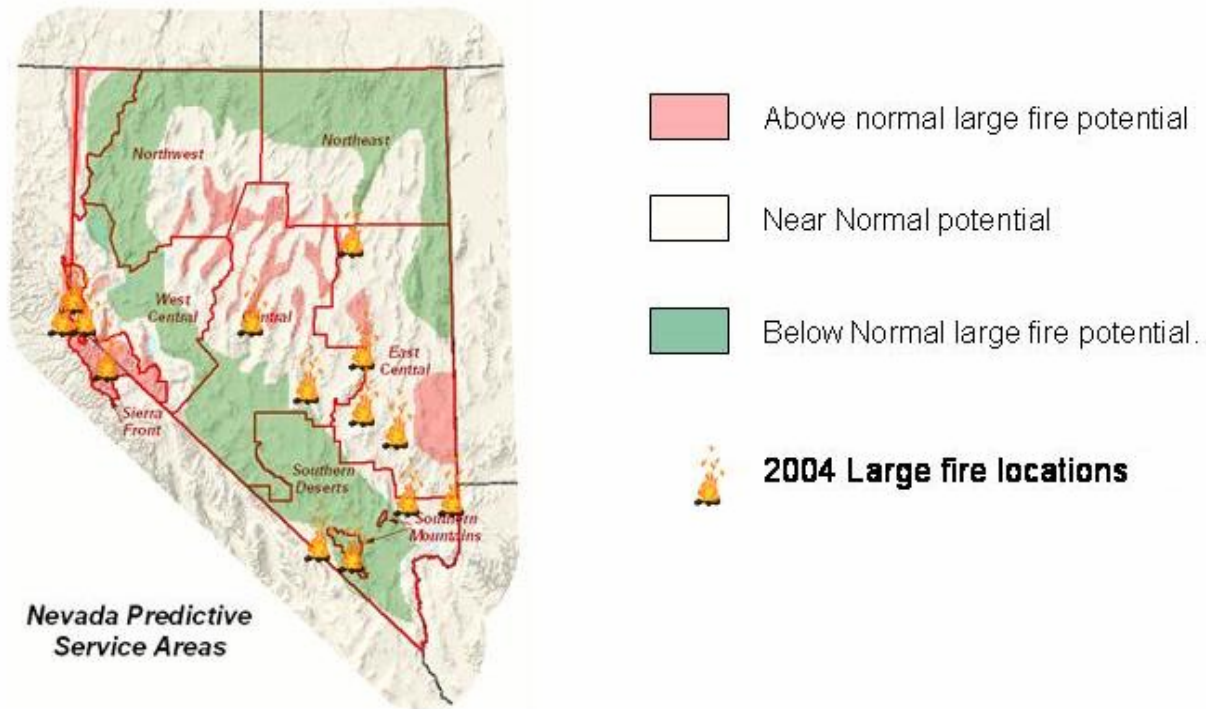 Northwest
Northeast
West
Central
Central
East
Central
Sierra
Front
Southern
Deserts
Southern
Mountains
Nevada Predictive
Service Areas
Above normal large fire potential
Near Normal potential
Below Normal large fire potential.
2004 Large fire locations